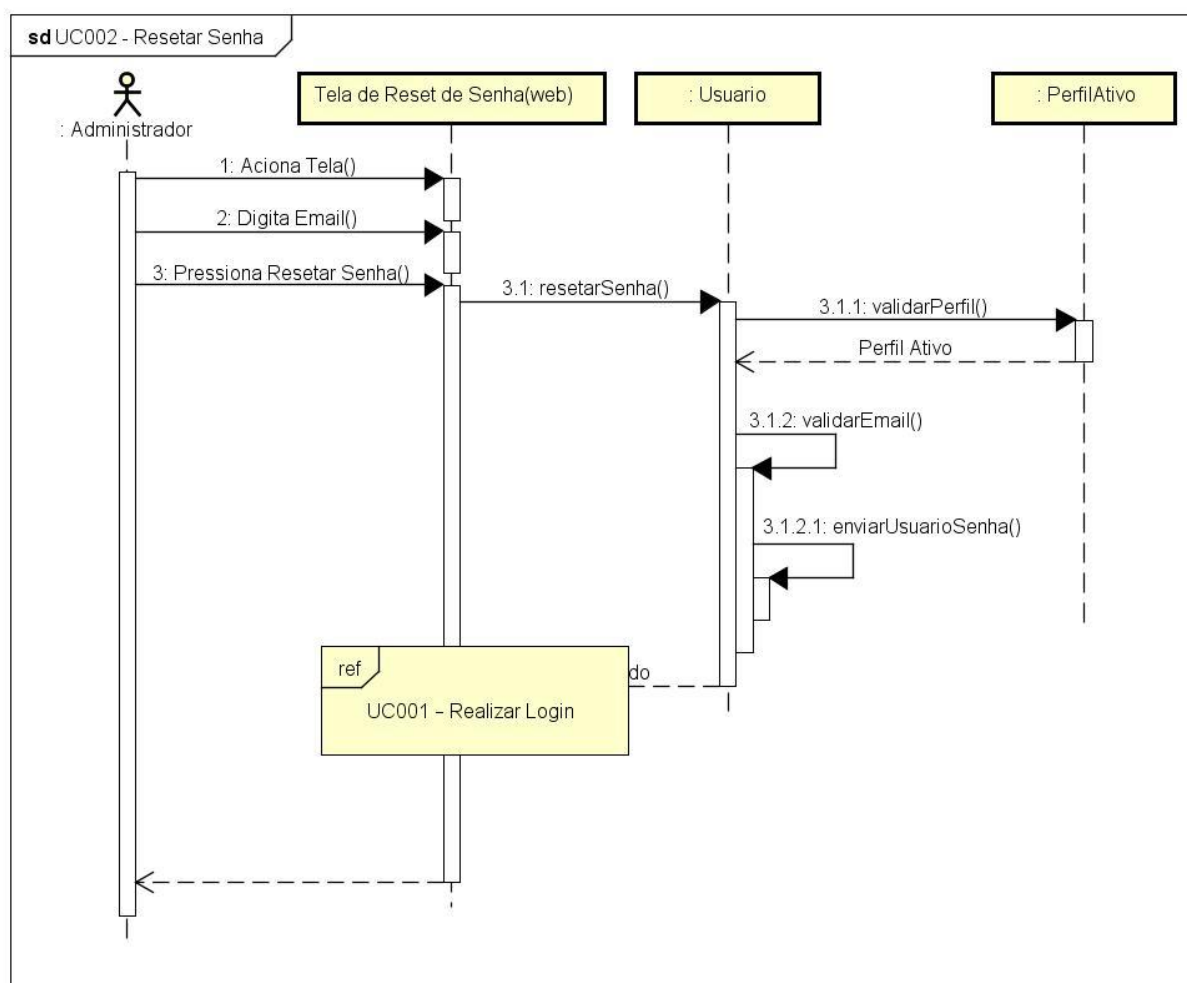 sd UC002 - Resetar Senha
: Administrador
Tela de Reset de Senha(web)
: Usuario
: PerfilAtivo
1: Aciona Tela()
2: Digita Email()
3: Pressiona Resetar Senha()
3.1: resetarSenha()
3.1.1: validarPerfil()
Perfil Ativo
3.1.2: validarEmail()
3.1.2.1: enviarUsuarioSenha()
ref
do
UC001 – Realizar Login